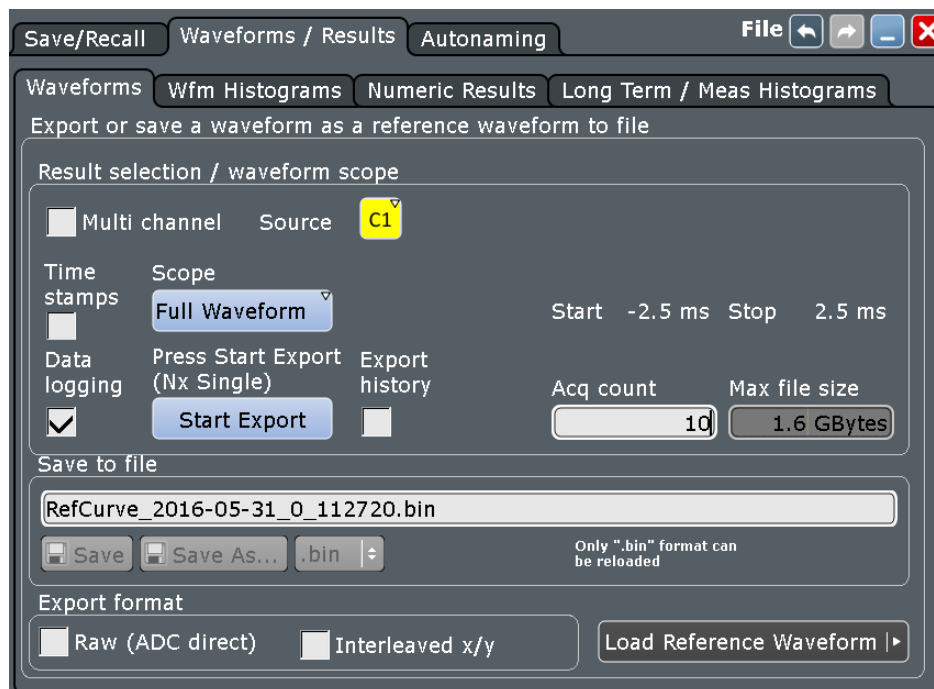 Save/Recall Waveforms / Results Autonaming File
Waveforms Wfm Histograms Numeric Results Long Term / Meas Histograms
Export or save a waveform as a reference waveform to file
Result selection / waveform scope
Multi channel Source C1
Time stamps
Scope
Full Waveform
Start -2.5 ms Stop 2.5 ms
Data logging
Press Start Export
(Nx Single)
Start Export
Export history
Acq count
10
Max file size
1.6 GBytes
Save to file
RefCurve_2016-05-31_0_112720.bin
Save Save As... .bin
Only ".bin" format can
be reloaded
Export format
Raw (ADC direct) Interleaved x/y
Load Reference Waveform